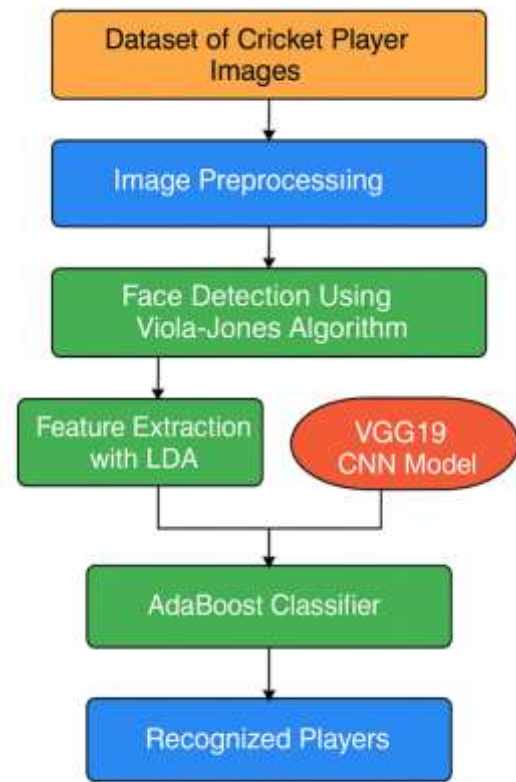 Dataset of Cricket Player
Images
Image Preprocessiing
Face Detection Using
Viola-Jones Algorithm
Feature Extraction
with LDA
VGG19
CNN Model
AdaBoost Classifier
Recognized Players